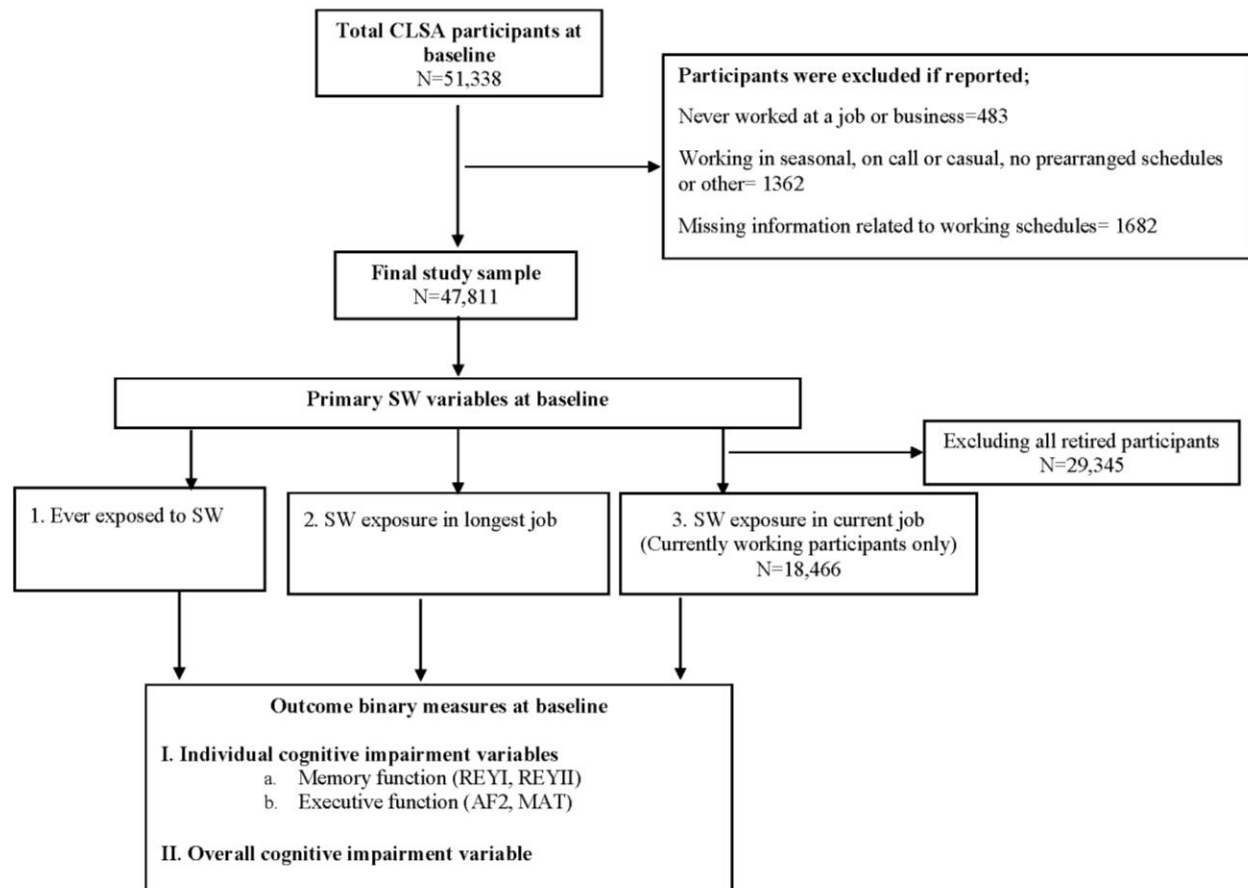 Total CLSA participants at
baseline
N=51,338
Participants were excluded if reported;
Never worked at a job or business=483
Working in seasonal, on call or casual, no prearranged schedules
or other= 1362
Missing information related to working schedules= 1682
Final study sample
N=47,811
Primary SW variables at baseline
Excluding all retired participants
N=29,345
1. Ever exposed to SW
2. SW exposure in longest job
3. SW exposure in current job
(Currently working participants only)
N=18,466
Outcome binary measures at baseline
I. Individual cognitive impairment variables
a. Memory function (REYI, REYII)
b. Executive function (AF2, MAT)
II. Overall cognitive impairment variable